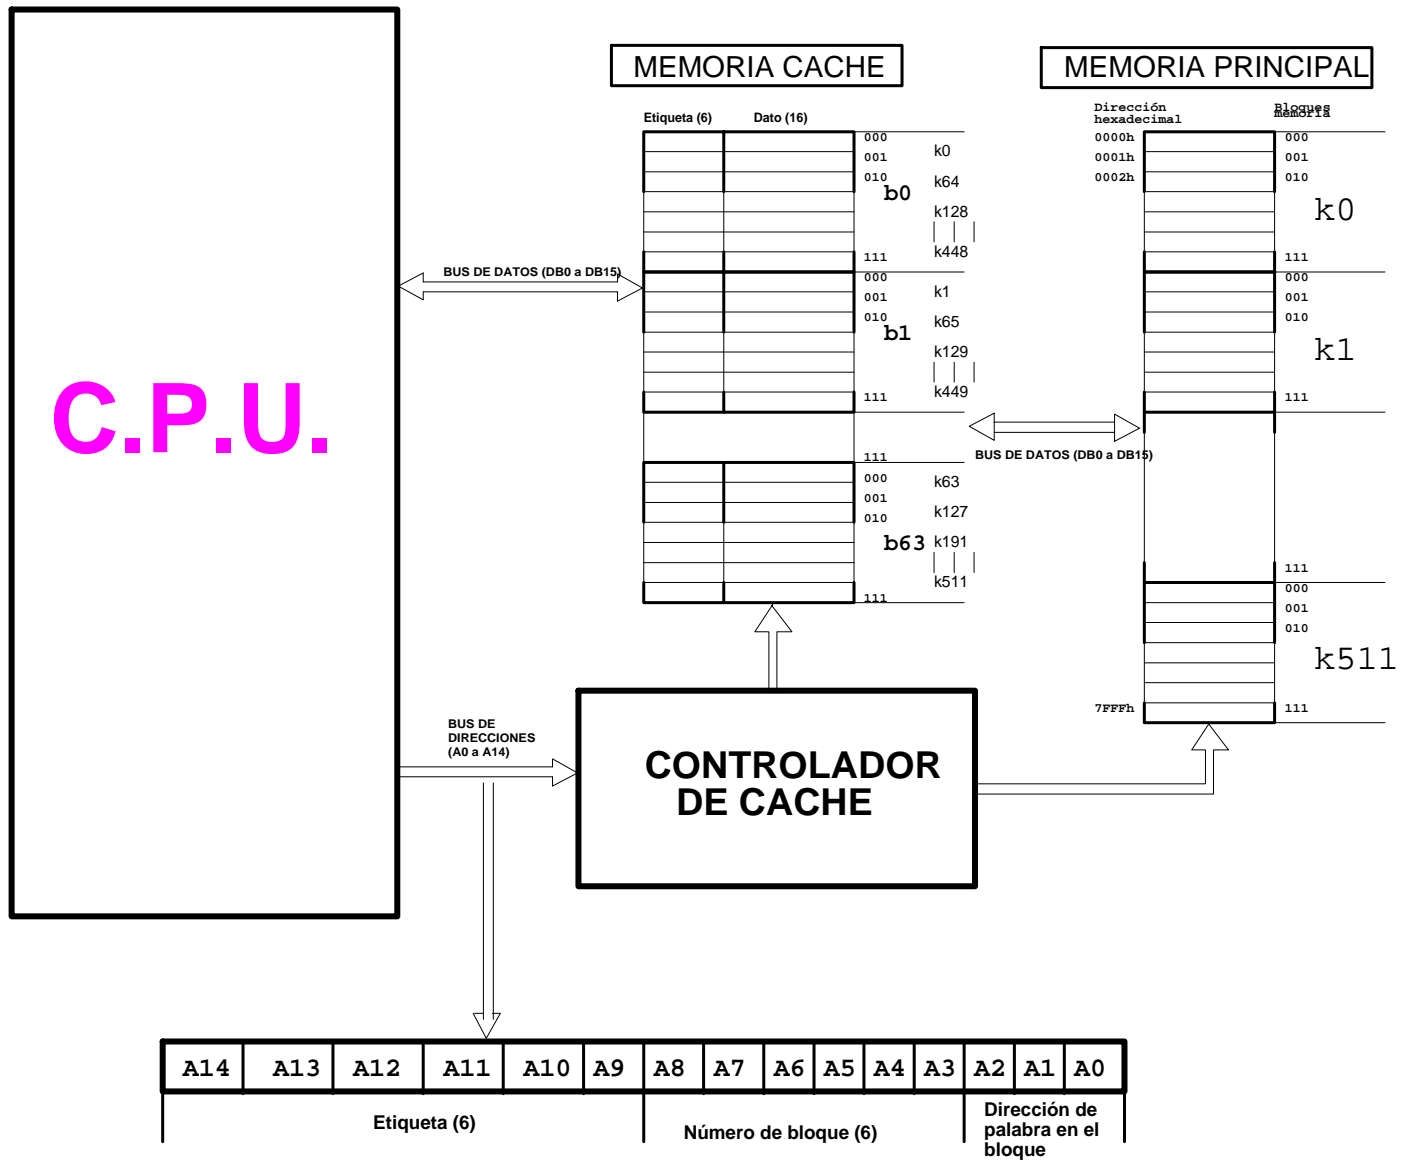 C.P.U.
MEMORIA CACHE
Etiqueta (6) Dato (16)
000
001
010
b0
111
k0
k64
k128
k448
000
001
010
b1
111
k1
k65
k129
k449
111
000
001
010
b63
111
k63
k127
k191
k511
MEMORIA PRINCIPAL
Dirección
hexadecimal
Bloques
memoria
0000h
0001h
0002h
000
001
010
k0
111
000
001
010
k1
111
111
000
001
010
k511
7FFFh
111
BUS DE DATOS (DB0 a DB15)
BUS DE DATOS (DB0 a DB15)
BUS DE
DIRECCIONES
(A0 a A14)
CONTROLADOR
DE CACHE
A14 A13 A12 A11 A10 A9 A8 A7 A6 A5 A4 A3 A2 A1 A0
Etiqueta (6)
Número de bloque (6)
Dirección de
palabra en el
bloque